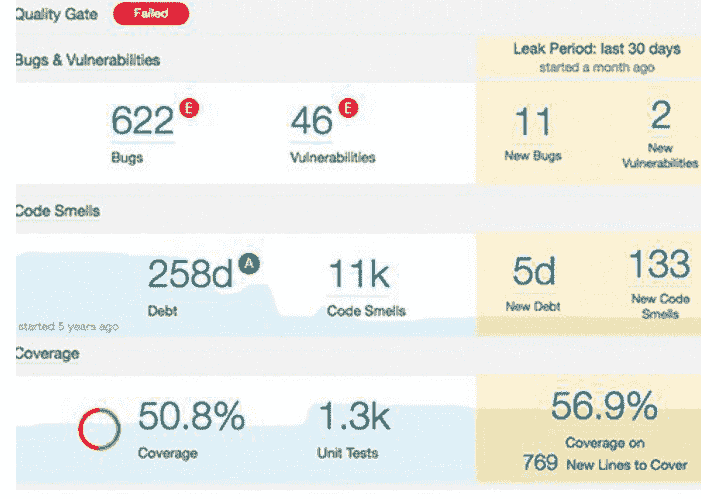 Quality Gate Failed
Bugs & Vulnerabilities
Leak Period: last 30 days
started a month ago
622 E
Bugs
46 E
Vulnerabilities
11
New Bugs
2
New
Vulnerabilities
Code Smells
258d A
Debt
11k
Code Smells
5d
New Debt
133
New Code
Smells
started 5 years ago
Coverage
50.8%
Coverage
1.3k
Unit Tests
56.9%
Coverage on
769 New Lines to Cover